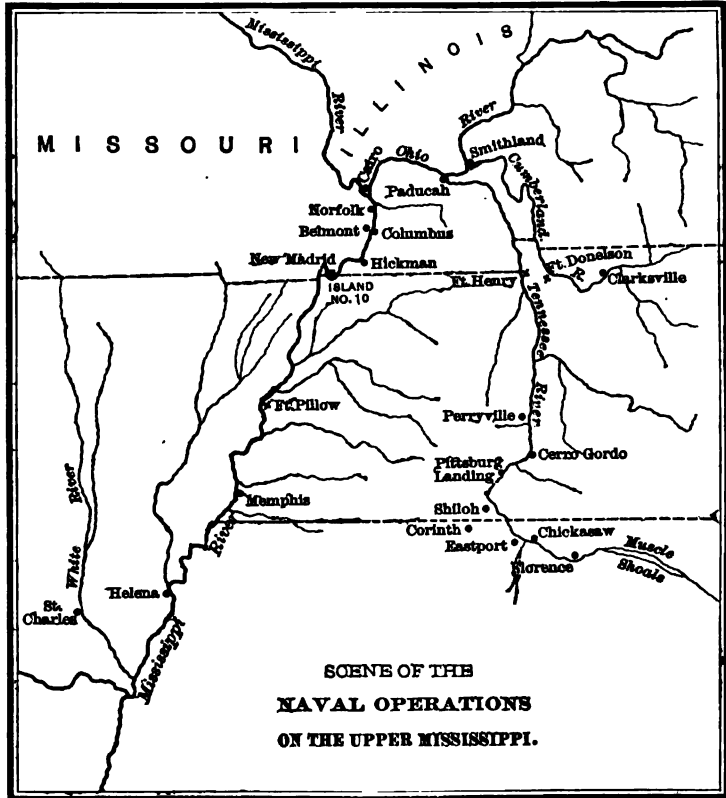 Mississippi
River
ILLINOIS
MISSOURI
River
Smithland
Ohio
Cairo
Cumberland
Paducah
Norfolk
Belmont
Columbus
New Madrid
Hickman
Ft. Donelson
R.
Clarksville
ISLAND
NO. 10
Ft. Henry
Tennessee
River
Ft. Pillow
Perryville
Cerro Gordo
Pittsburg
Landing
Memphis
Shiloh
Corinth
Chickasaw
Eastport
Florence
Muscle
Shoals
River
White
River
Helena
St.
Charles
Mississippi
SCENE OF THE
NAVAL OPERATIONS
ON THE UPPER MISSISSIPPI.